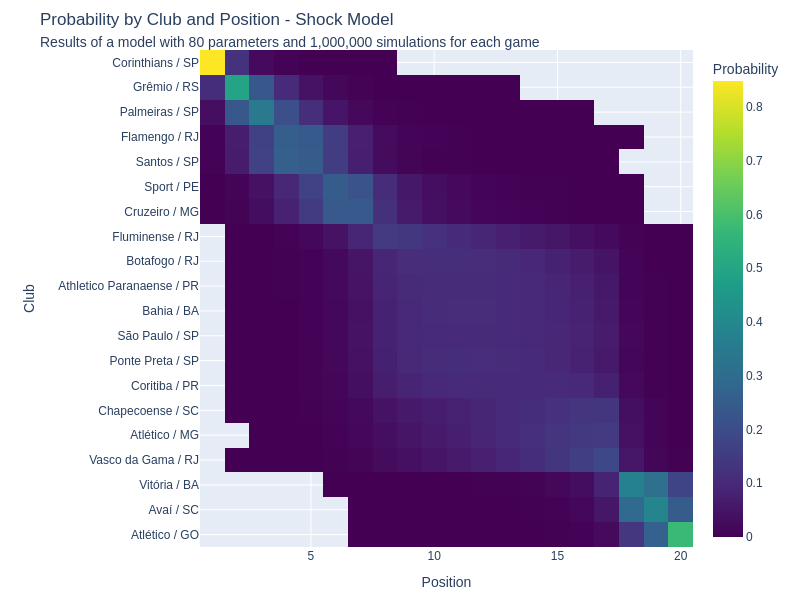 Probability by Club and Position - Shock Model
Results of a model with 80 parameters and 1,000,000 simulations for each game
Probability
Club
Corinthians / SP
Grêmio / RS
Palmeiras / SP
Flamengo / RJ
Santos / SP
Sport / PE
Cruzeiro / MG
Fluminense / RJ
Botafogo / RJ
Athletico Paranaense / PR
Bahia / BA
São Paulo / SP
Ponte Preta / SP
Coritiba / PR
Chapecoense / SC
Atlético / MG
Vasco da Gama / RJ
Vitória / BA
Avaí / SC
Atlético / GO
5 10 15 20
Position
0.8
0.7
0.6
0.5
0.4
0.3
0.2
0.1
0